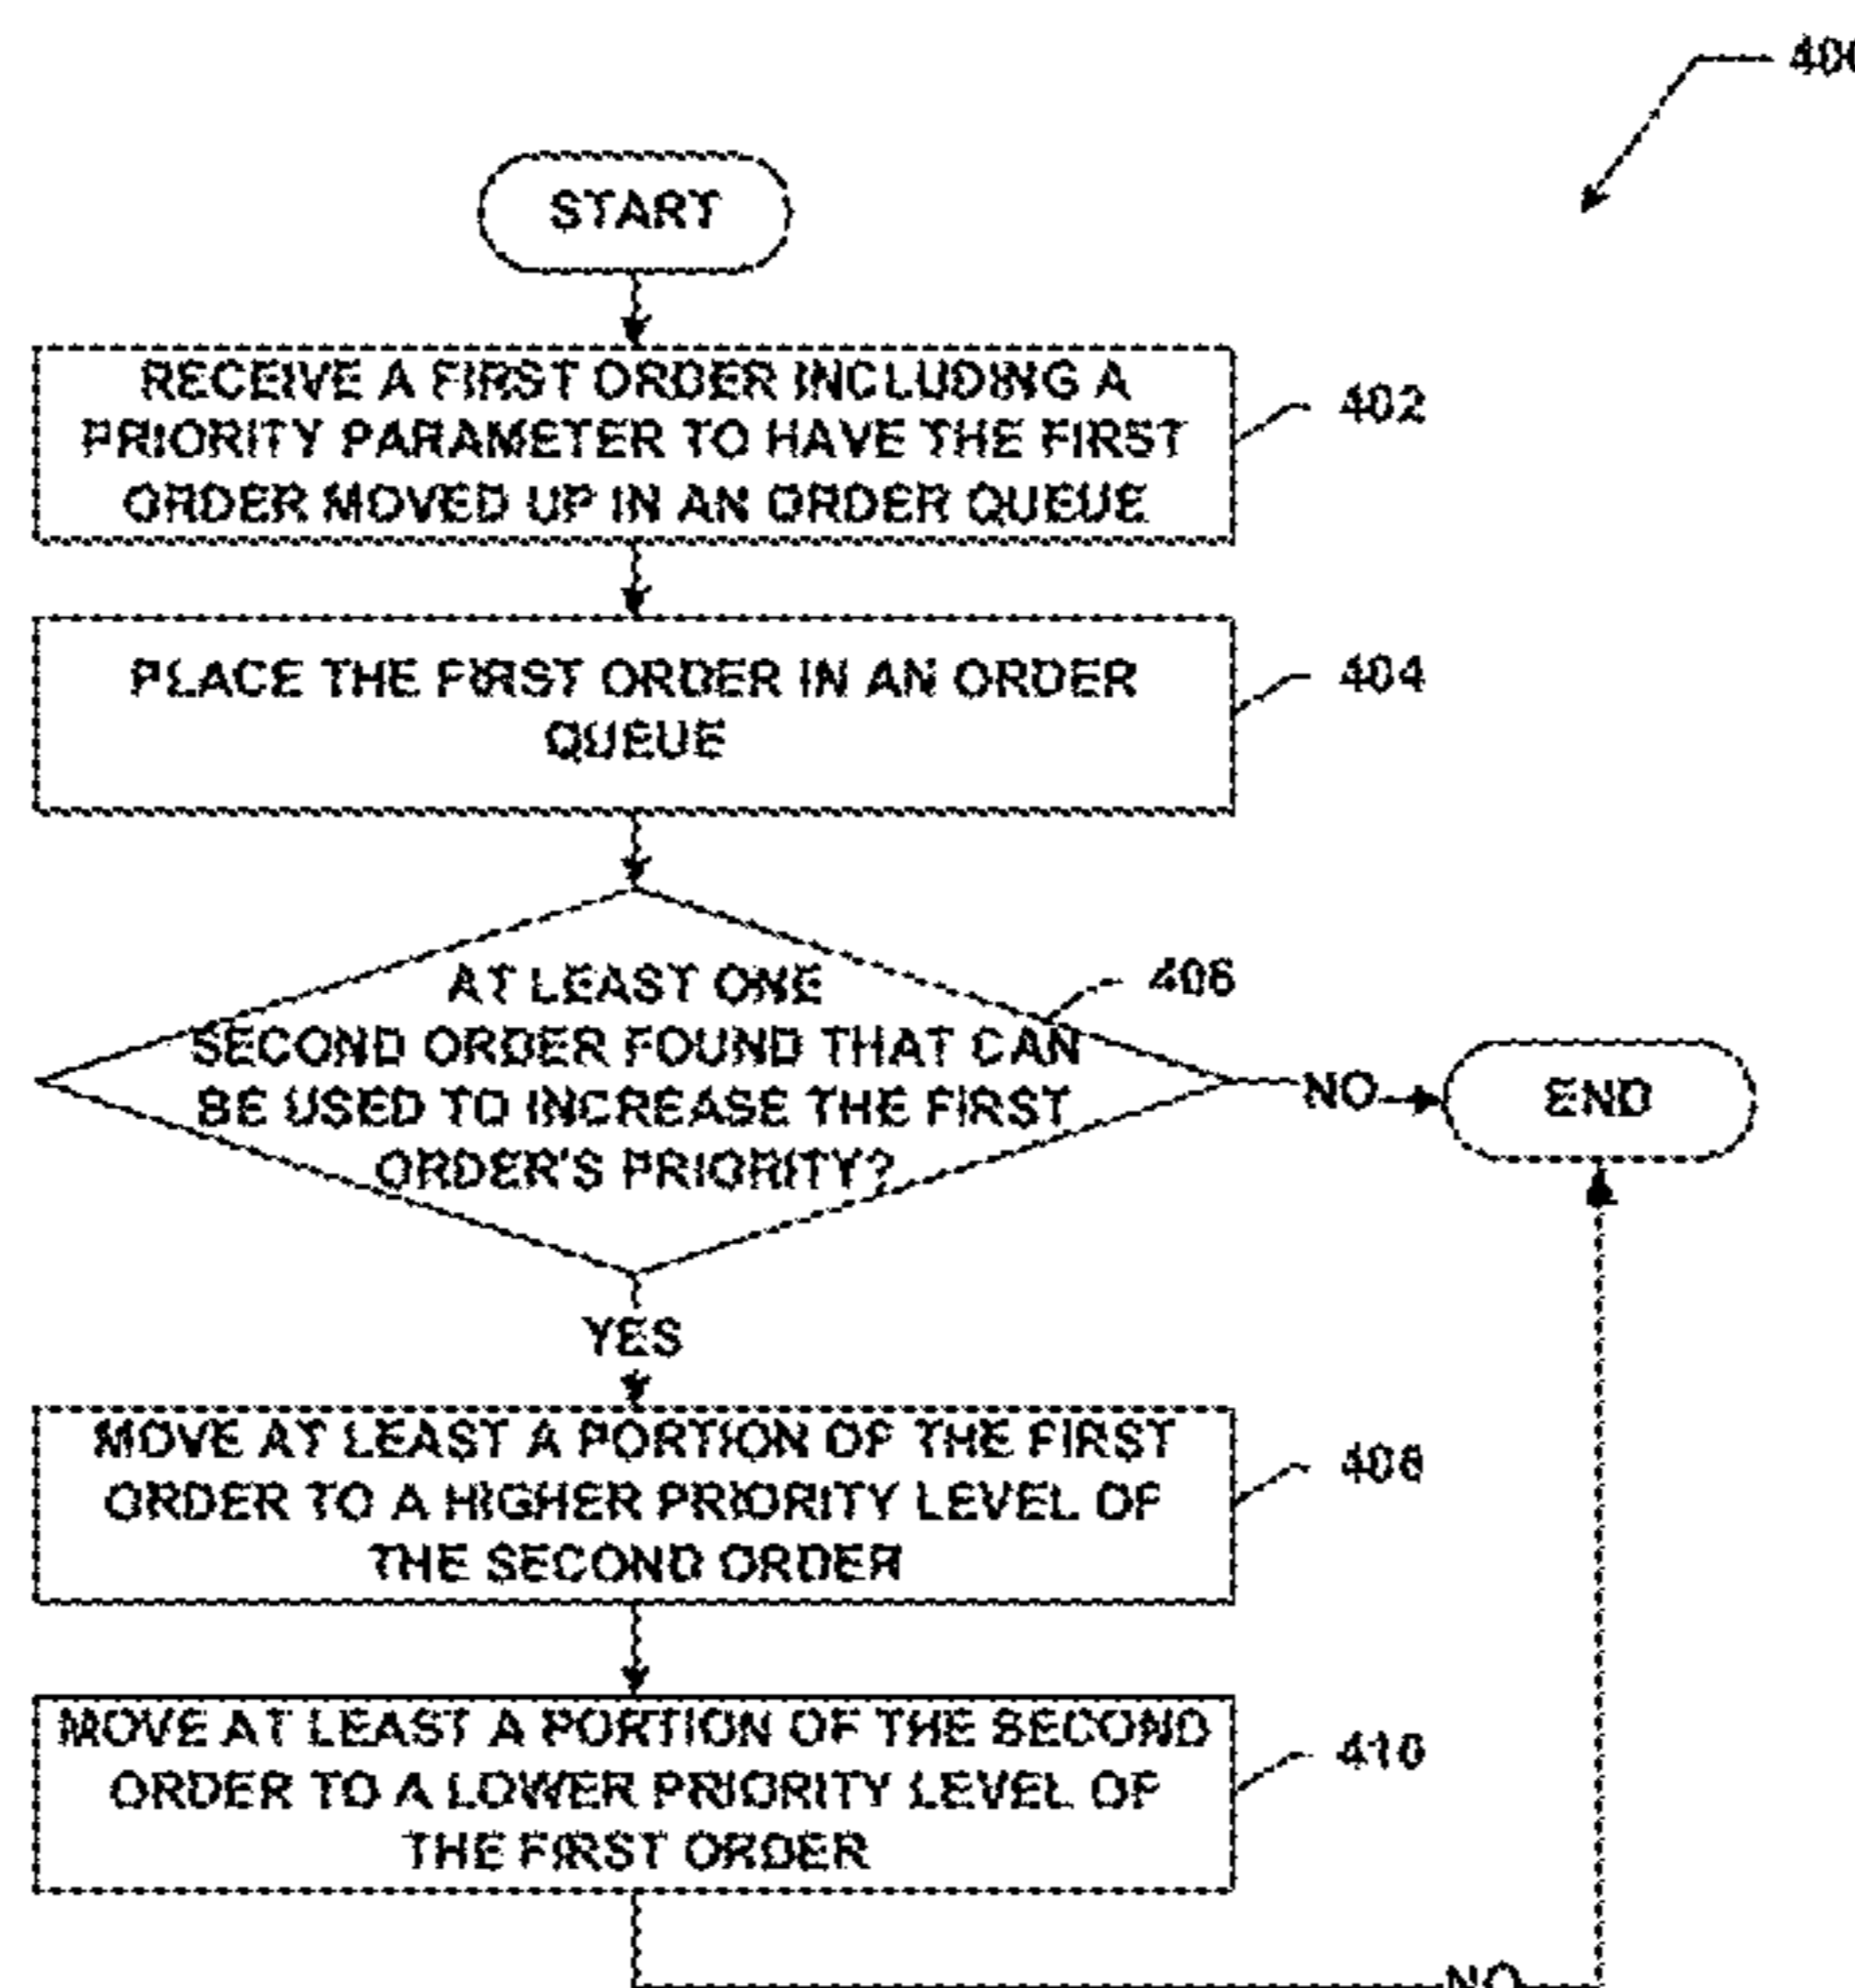 START
RECEIVE A FIRST ORDER INCLUDING A
PRIORITY PARAMETER TO HAVE THE FIRST
ORDER MOVED UP IN AN ORDER QUEUE
402
PLACE THE FIRST ORDER IN AN ORDER
QUEUE
404
AT LEAST ONE
SECOND ORDER FOUND THAT CAN
BE USED TO INCREASE THE FIRST
ORDER'S PRIORITY?
406
NO
END
YES
MOVE AT LEAST A PORTION OF THE FIRST
ORDER TO A HIGHER PRIORITY LEVEL OF
THE SECOND ORDER
408
MOVE AT LEAST A PORTION OF THE SECOND
ORDER TO A LOWER PRIORITY LEVEL OF
THE FIRST ORDER
410
NO